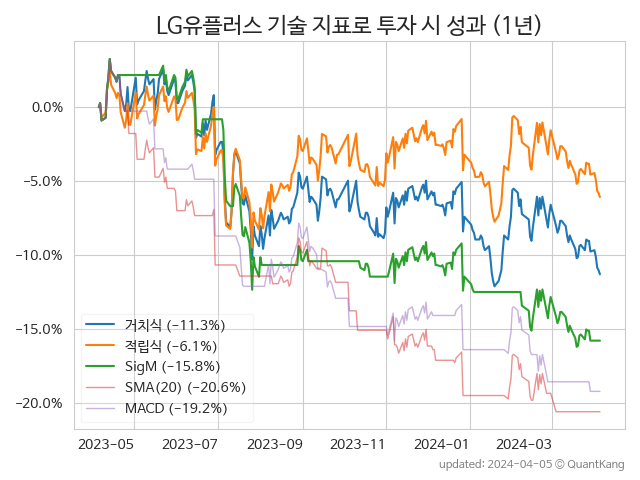 LG유플러스 기술 지표로 투자 시 성과 (1년)
0.0%
−5.0%
−10.0%
−15.0%
−20.0%
거치식 (−11.3%)
적립식 (−6.1%)
SigM (−15.8%)
SMA(20) (−20.6%)
MACD (−19.2%)
2023-05 2023-07 2023-09 2023-11 2024-01 2024-03
updated: 2024-04-05 © QuantKang